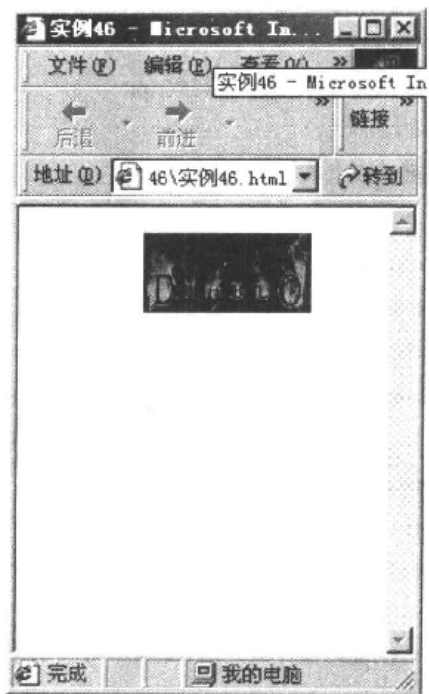 实例46 - Microsoft In...
文件(F) 编辑(E) 查看(V) »
实例46 - Microsoft In
后退 前进 » 链接 »
地址(D) 46\实例46.html 转到
完成 我的电脑